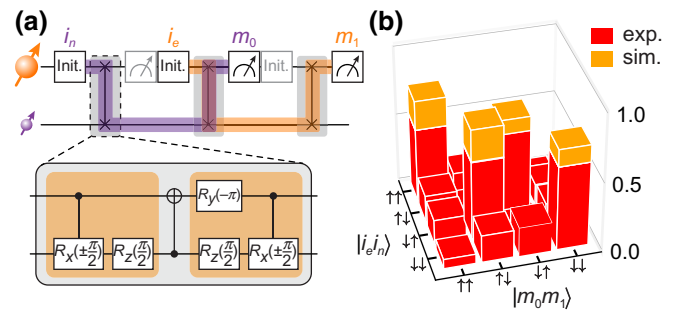 (a)
i_n i_e m_0 m_1
Init. Init. Init.
R_x(±π/2) R_z(π/2) R_y(−π) R_z(π/2) R_x(±π/2)
(b)
exp.
sim.
1.0
0.5
0.0
↑↑
↑↓
↓↑
↓↓
|i_e i_n⟩
↑↑
↑↓
↓↑
↓↓
|m_0 m_1⟩